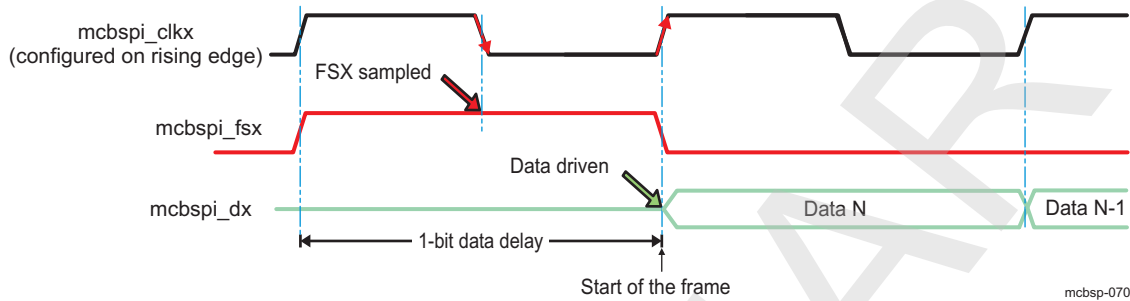 mcbspi_clkx
(configured on rising edge)
FSX sampled
mcbspi_fsx
Data driven
mcbspi_dx
Data N
Data N-1
1-bit data delay
Start of the frame
mcbsp-070